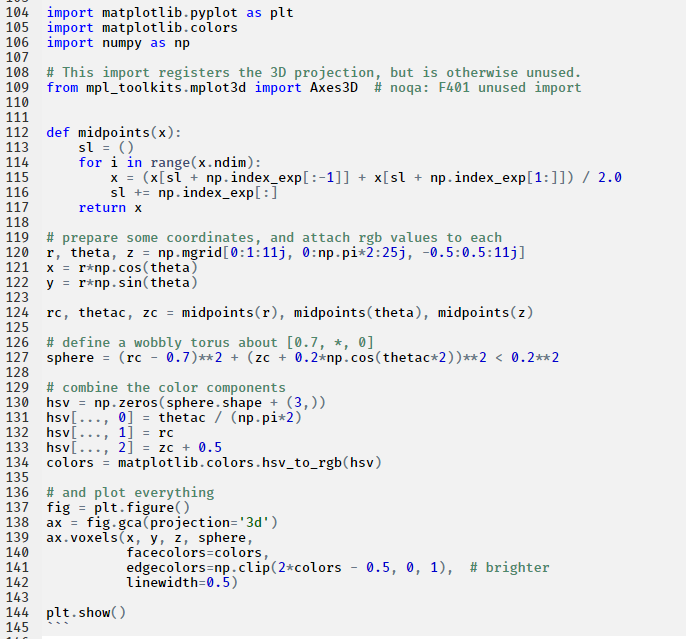 104 import matplotlib.pyplot as plt
105 import matplotlib.colors
106 import numpy as np
107
108 # This import registers the 3D projection, but is otherwise unused.
109 from mpl_toolkits.mplot3d import Axes3D  # noqa: F401 unused import
110
111
112 def midpoints(x):
113     sl = ()
114     for i in range(x.ndim):
115         x = (x[sl + np.index_exp[:-1]] + x[sl + np.index_exp[1:]]) / 2.0
116         sl += np.index_exp[:]
117     return x
118
119 # prepare some coordinates, and attach rgb values to each
120 r, theta, z = np.mgrid[0:1:11j, 0:np.pi*2:25j, -0.5:0.5:11j]
121 x = r*np.cos(theta)
122 y = r*np.sin(theta)
123
124 rc, thetac, zc = midpoints(r), midpoints(theta), midpoints(z)
125
126 # define a wobbly torus about [0.7, *, 0]
127 sphere = (rc - 0.7)**2 + (zc + 0.2*np.cos(thetac*2))**2 < 0.2**2
128
129 # combine the color components
130 hsv = np.zeros(sphere.shape + (3,))
131 hsv[..., 0] = thetac / (np.pi*2)
132 hsv[..., 1] = rc
133 hsv[..., 2] = zc + 0.5
134 colors = matplotlib.colors.hsv_to_rgb(hsv)
135
136 # and plot everything
137 fig = plt.figure()
138 ax = fig.gca(projection='3d')
139 ax.voxels(x, y, z, sphere,
140           facecolors=colors,
141           edgecolors=np.clip(2*colors - 0.5, 0, 1),  # brighter
142           linewidth=0.5)
143
144 plt.show()
145 ```